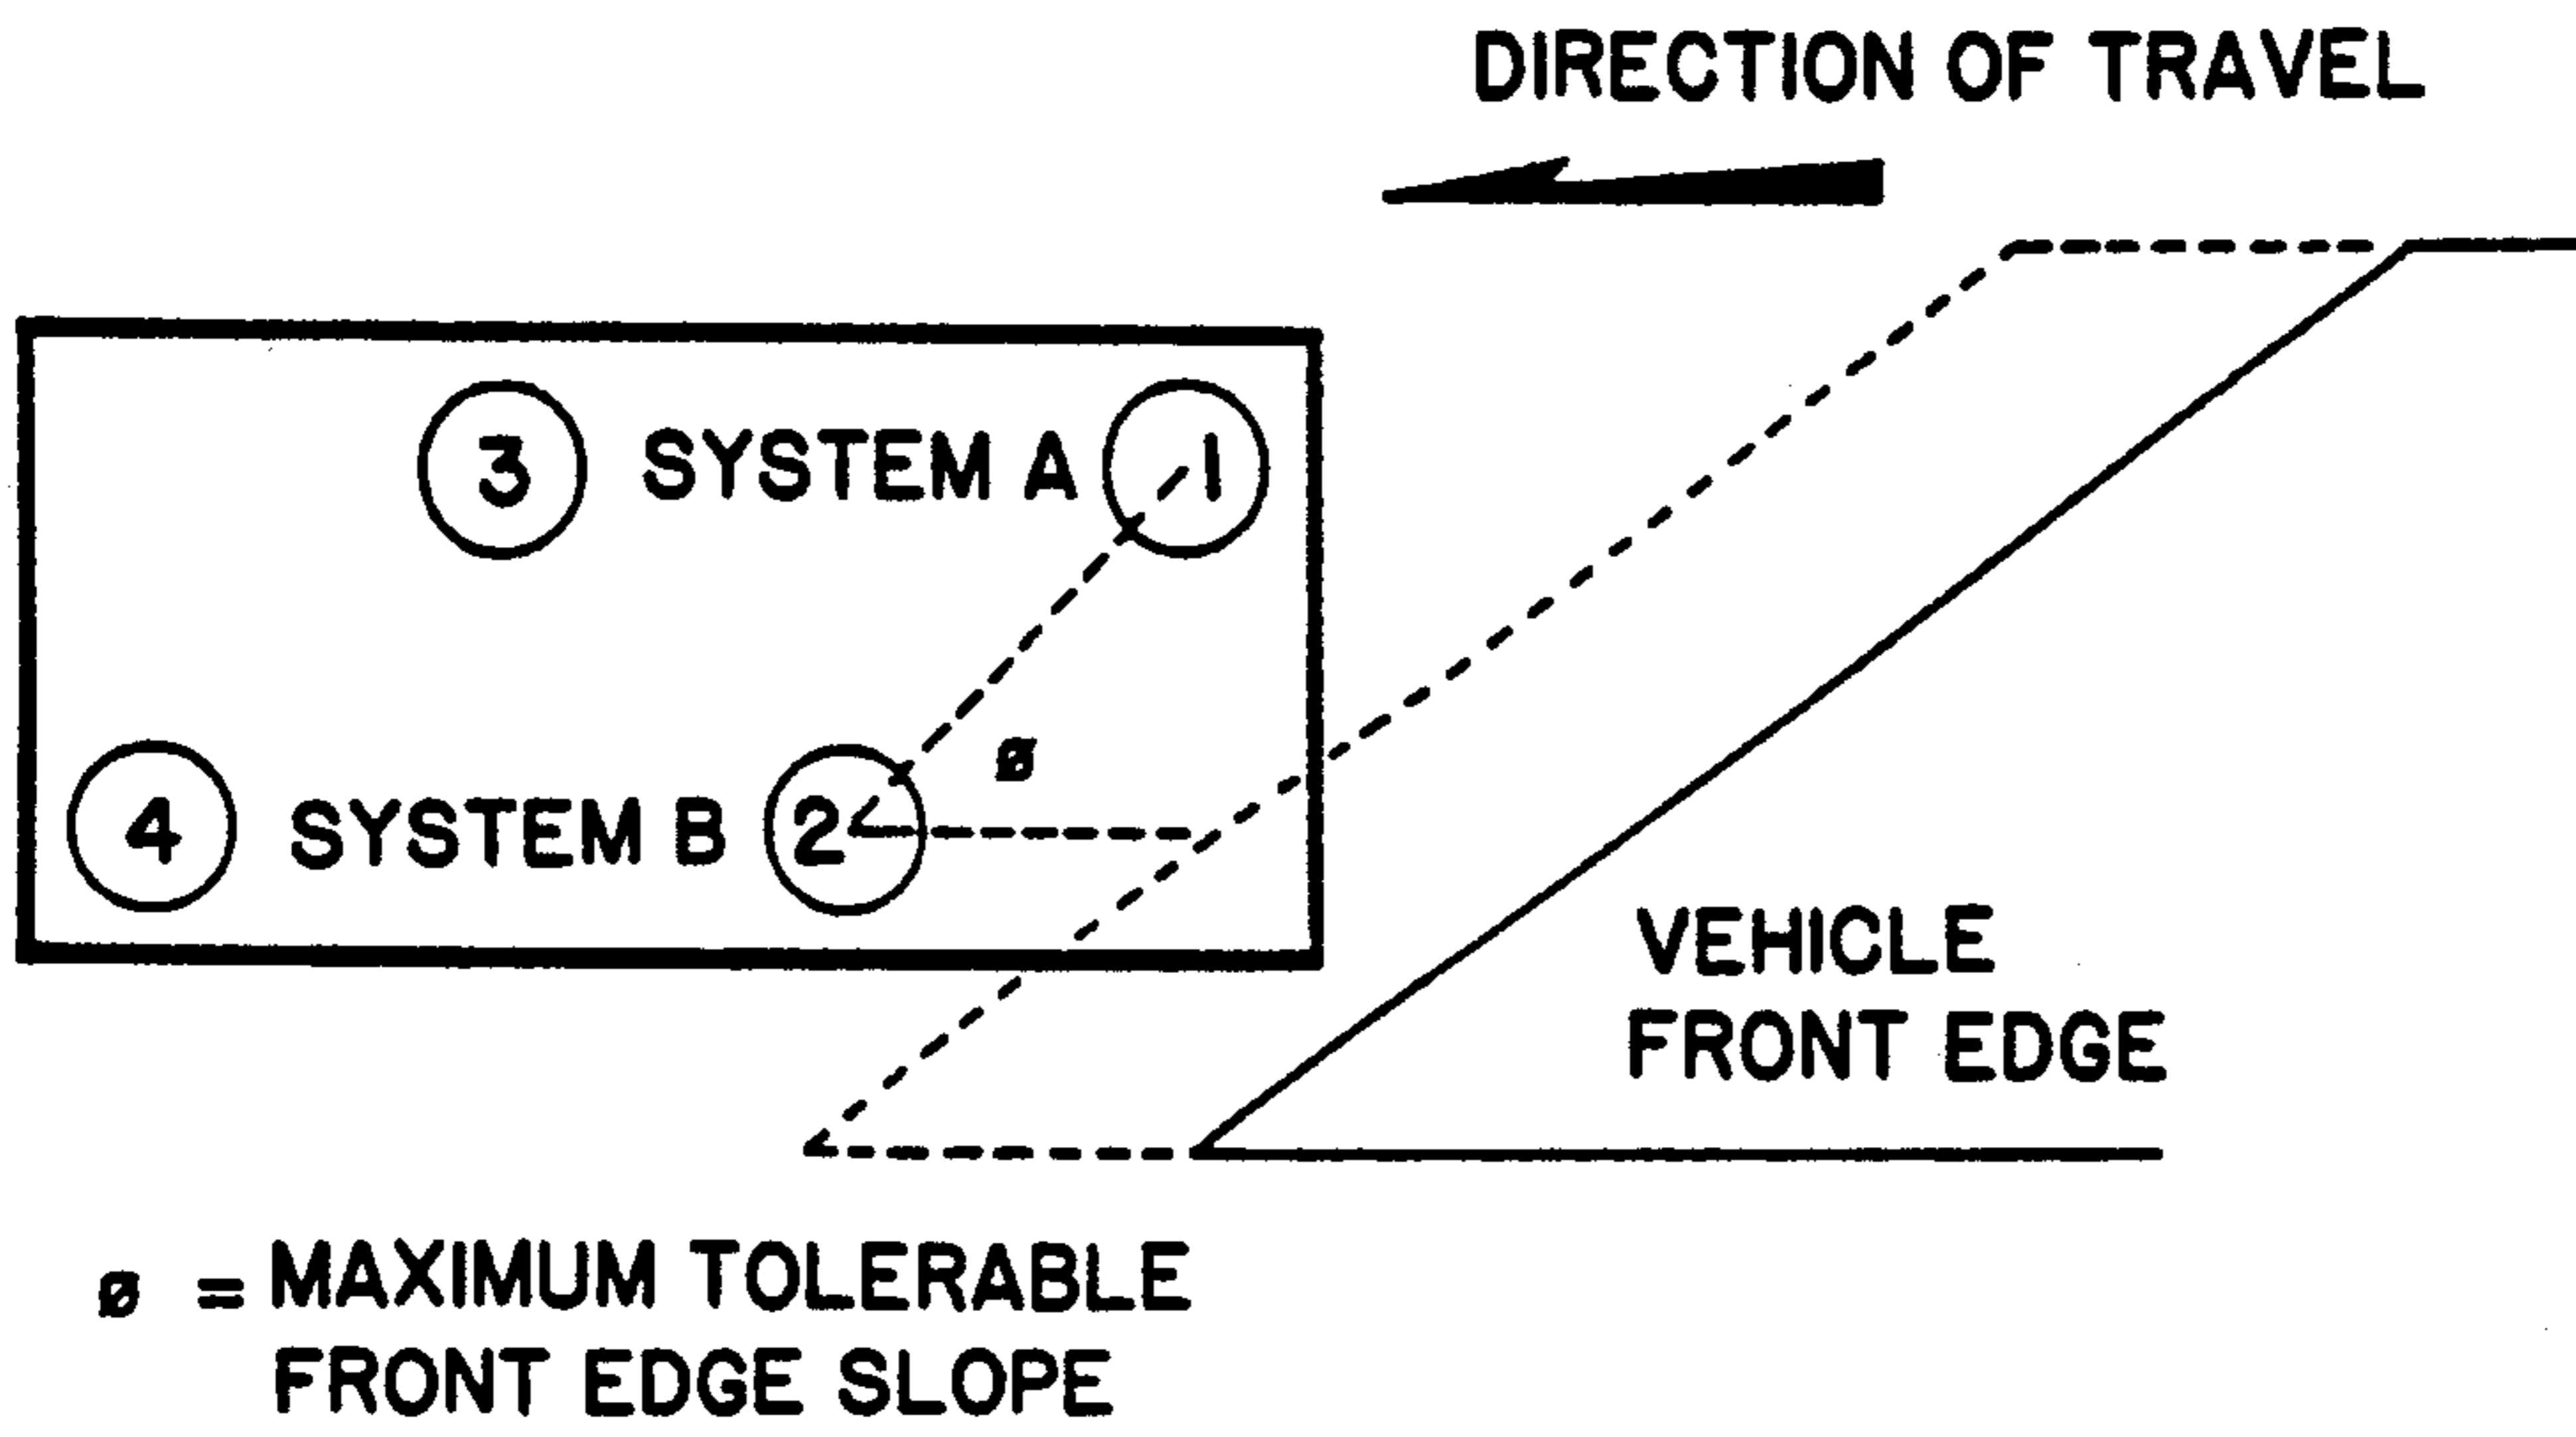 DIRECTION OF TRAVEL
3 SYSTEM A 1
ø
4 SYSTEM B 2
VEHICLE
FRONT EDGE
ø = MAXIMUM TOLERABLE
FRONT EDGE SLOPE